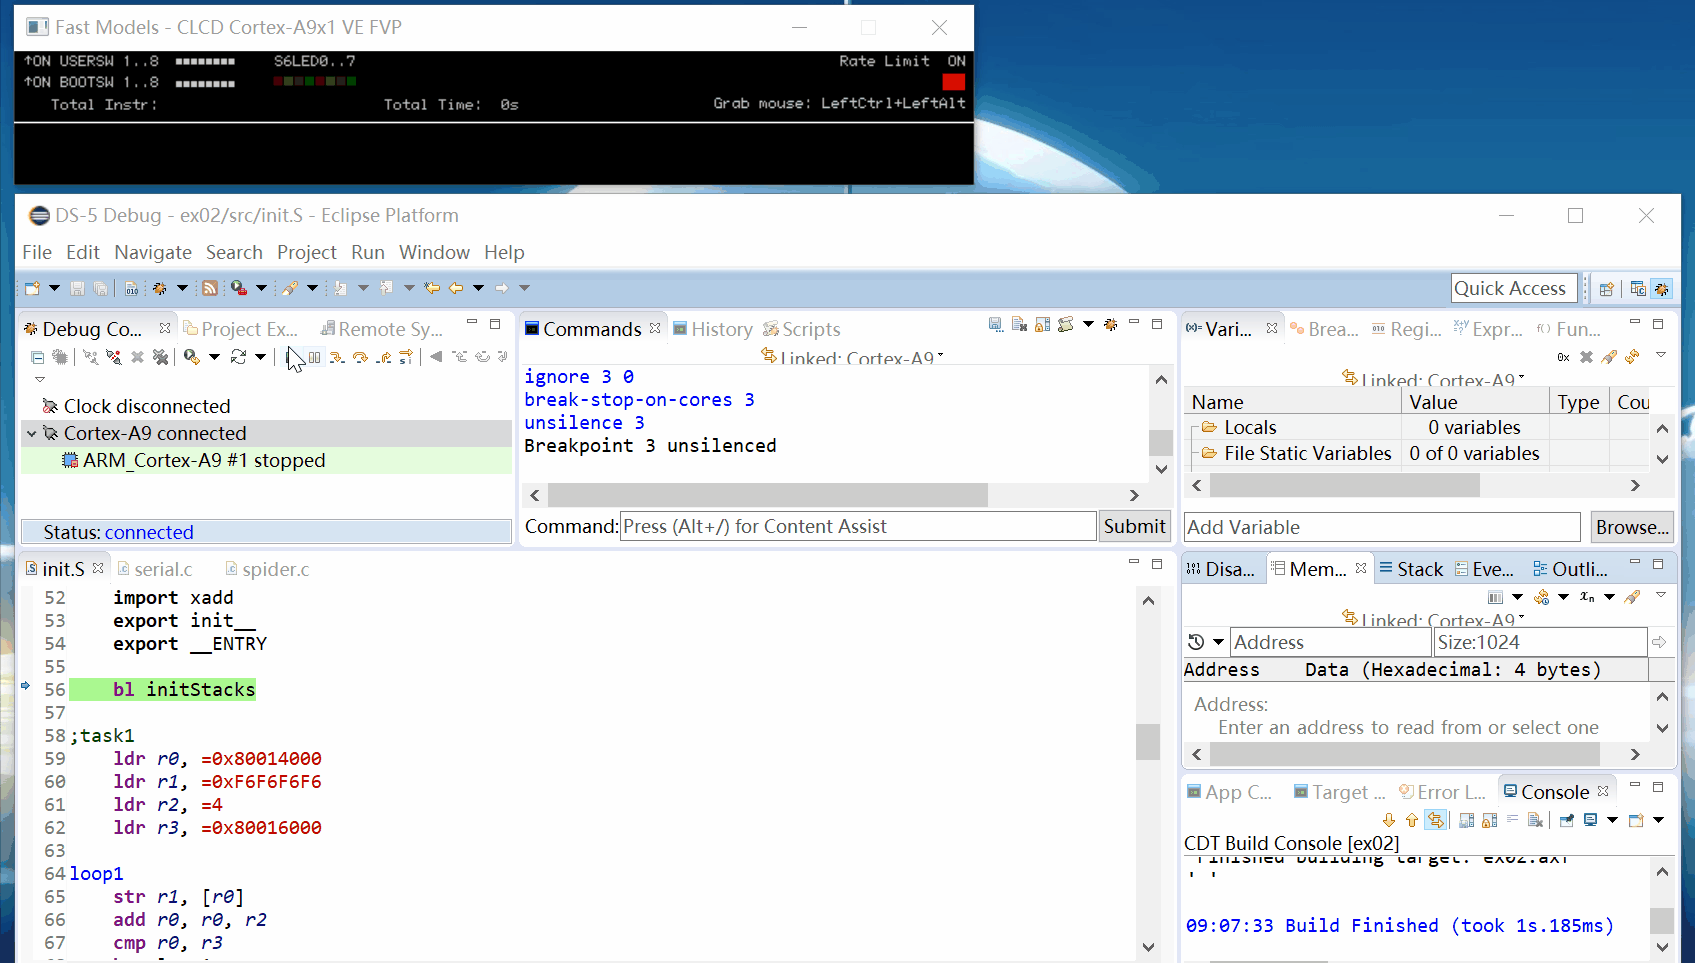 Fast Models - CLCD Cortex-A9x1 VE FVP
↑ON USERSW 1..8 S6LED0..7 Rate Limit ON
↑ON BOOTSW 1..8
Total Instr: Total Time: 0s Grab mouse: LeftCtrl+LeftAlt
DS-5 Debug - ex02/src/init.S - Eclipse Platform
File Edit Navigate Search Project Run Window Help
Quick Access
Debug Co... Project Ex... Remote Sy...
Clock disconnected
Cortex-A9 connected
ARM_Cortex-A9 #1 stopped
Status: connected
Commands History Scripts
Linked: Cortex-A9
ignore 3 0
break-stop-on-cores 3
unsilence 3
Breakpoint 3 unsilenced
Command: Press (Alt+/) for Content Assist Submit
(x)= Vari... Brea... Regi... Expr... Fun...
Linked: Cortex-A9
Name Value Type Cou
Locals 0 variables
File Static Variables 0 of 0 variables
Add Variable Browse...
init.S serial.c spider.c
52 import xadd
53 export init__
54 export __ENTRY
55
56 bl initStacks
57
58 ;task1
59 ldr r0, =0x80014000
60 ldr r1, =0xF6F6F6F6
61 ldr r2, =4
62 ldr r3, =0x80016000
63
64 loop1
65 str r1, [r0]
66 add r0, r0, r2
67 cmp r0, r3
Disa... Mem... Stack Eve... Outli...
Linked: Cortex-A9
Address Size:1024
Address Data (Hexadecimal: 4 bytes)
Address:
Enter an address to read from or select one
App C... Target ... Error L... Console
CDT Build Console [ex02]
Finished building target: ex02.axf
09:07:33 Build Finished (took 1s.185ms)